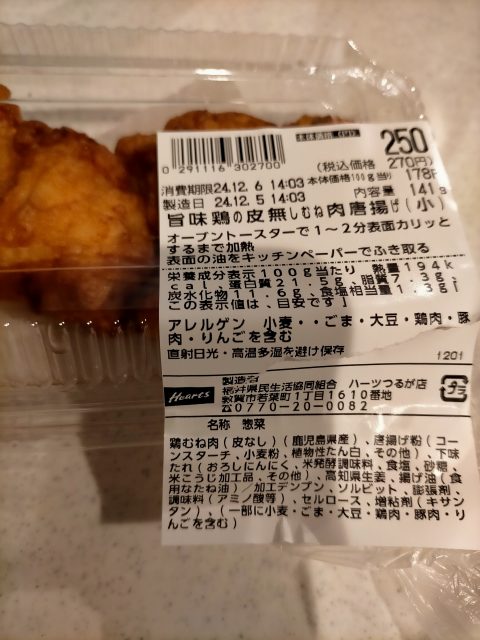 本体価格 (円)
250
0 291116 302700
(税込価格 270円)
本体価格100g当り 178円
消費期限24.12. 6 14:03
製造日 24.12. 5 14:03
内容量 141g
旨味鶏の皮無しむね肉唐揚げ(小)
オーブントースターで1〜2分表面カリッと
するまで加熱
表面の油をキッチンペーパーでふき取る
栄養成分表示100g当たり 熱量194k
cal、蛋白質21.5g、脂質7.3g、
炭水化物11.6g、食塩相当量1.3g[
この表示値は、目安です]
アレルゲン 小麦・・ごま・大豆・鶏肉・豚
肉・りんごを含む
直射日光・高温多湿を避け保存
1201
Hearts
製造者
福井県民生活協同組合 ハーツつるが店
敦賀市若葉町1丁目1610番地
☎0770-20-0082
プラ
名称 惣菜
鶏むね肉(皮なし)(鹿児島県産)、唐揚げ粉(コー
ンスターチ、小麦粉、植物性たん白、その他)、下味
たれ(おろしにんにく、米発酵調味料、食塩、砂糖、
米こうじ加工品、その他)、高知県生姜、揚げ油(食
用なたね油)/加工デンプン、ソルビット、膨張剤、
調味料(アミノ酸等)、セルロース、増粘剤(キサン
タン)、(一部に小麦・ごま・大豆・鶏肉・豚肉・り
んごを含む)